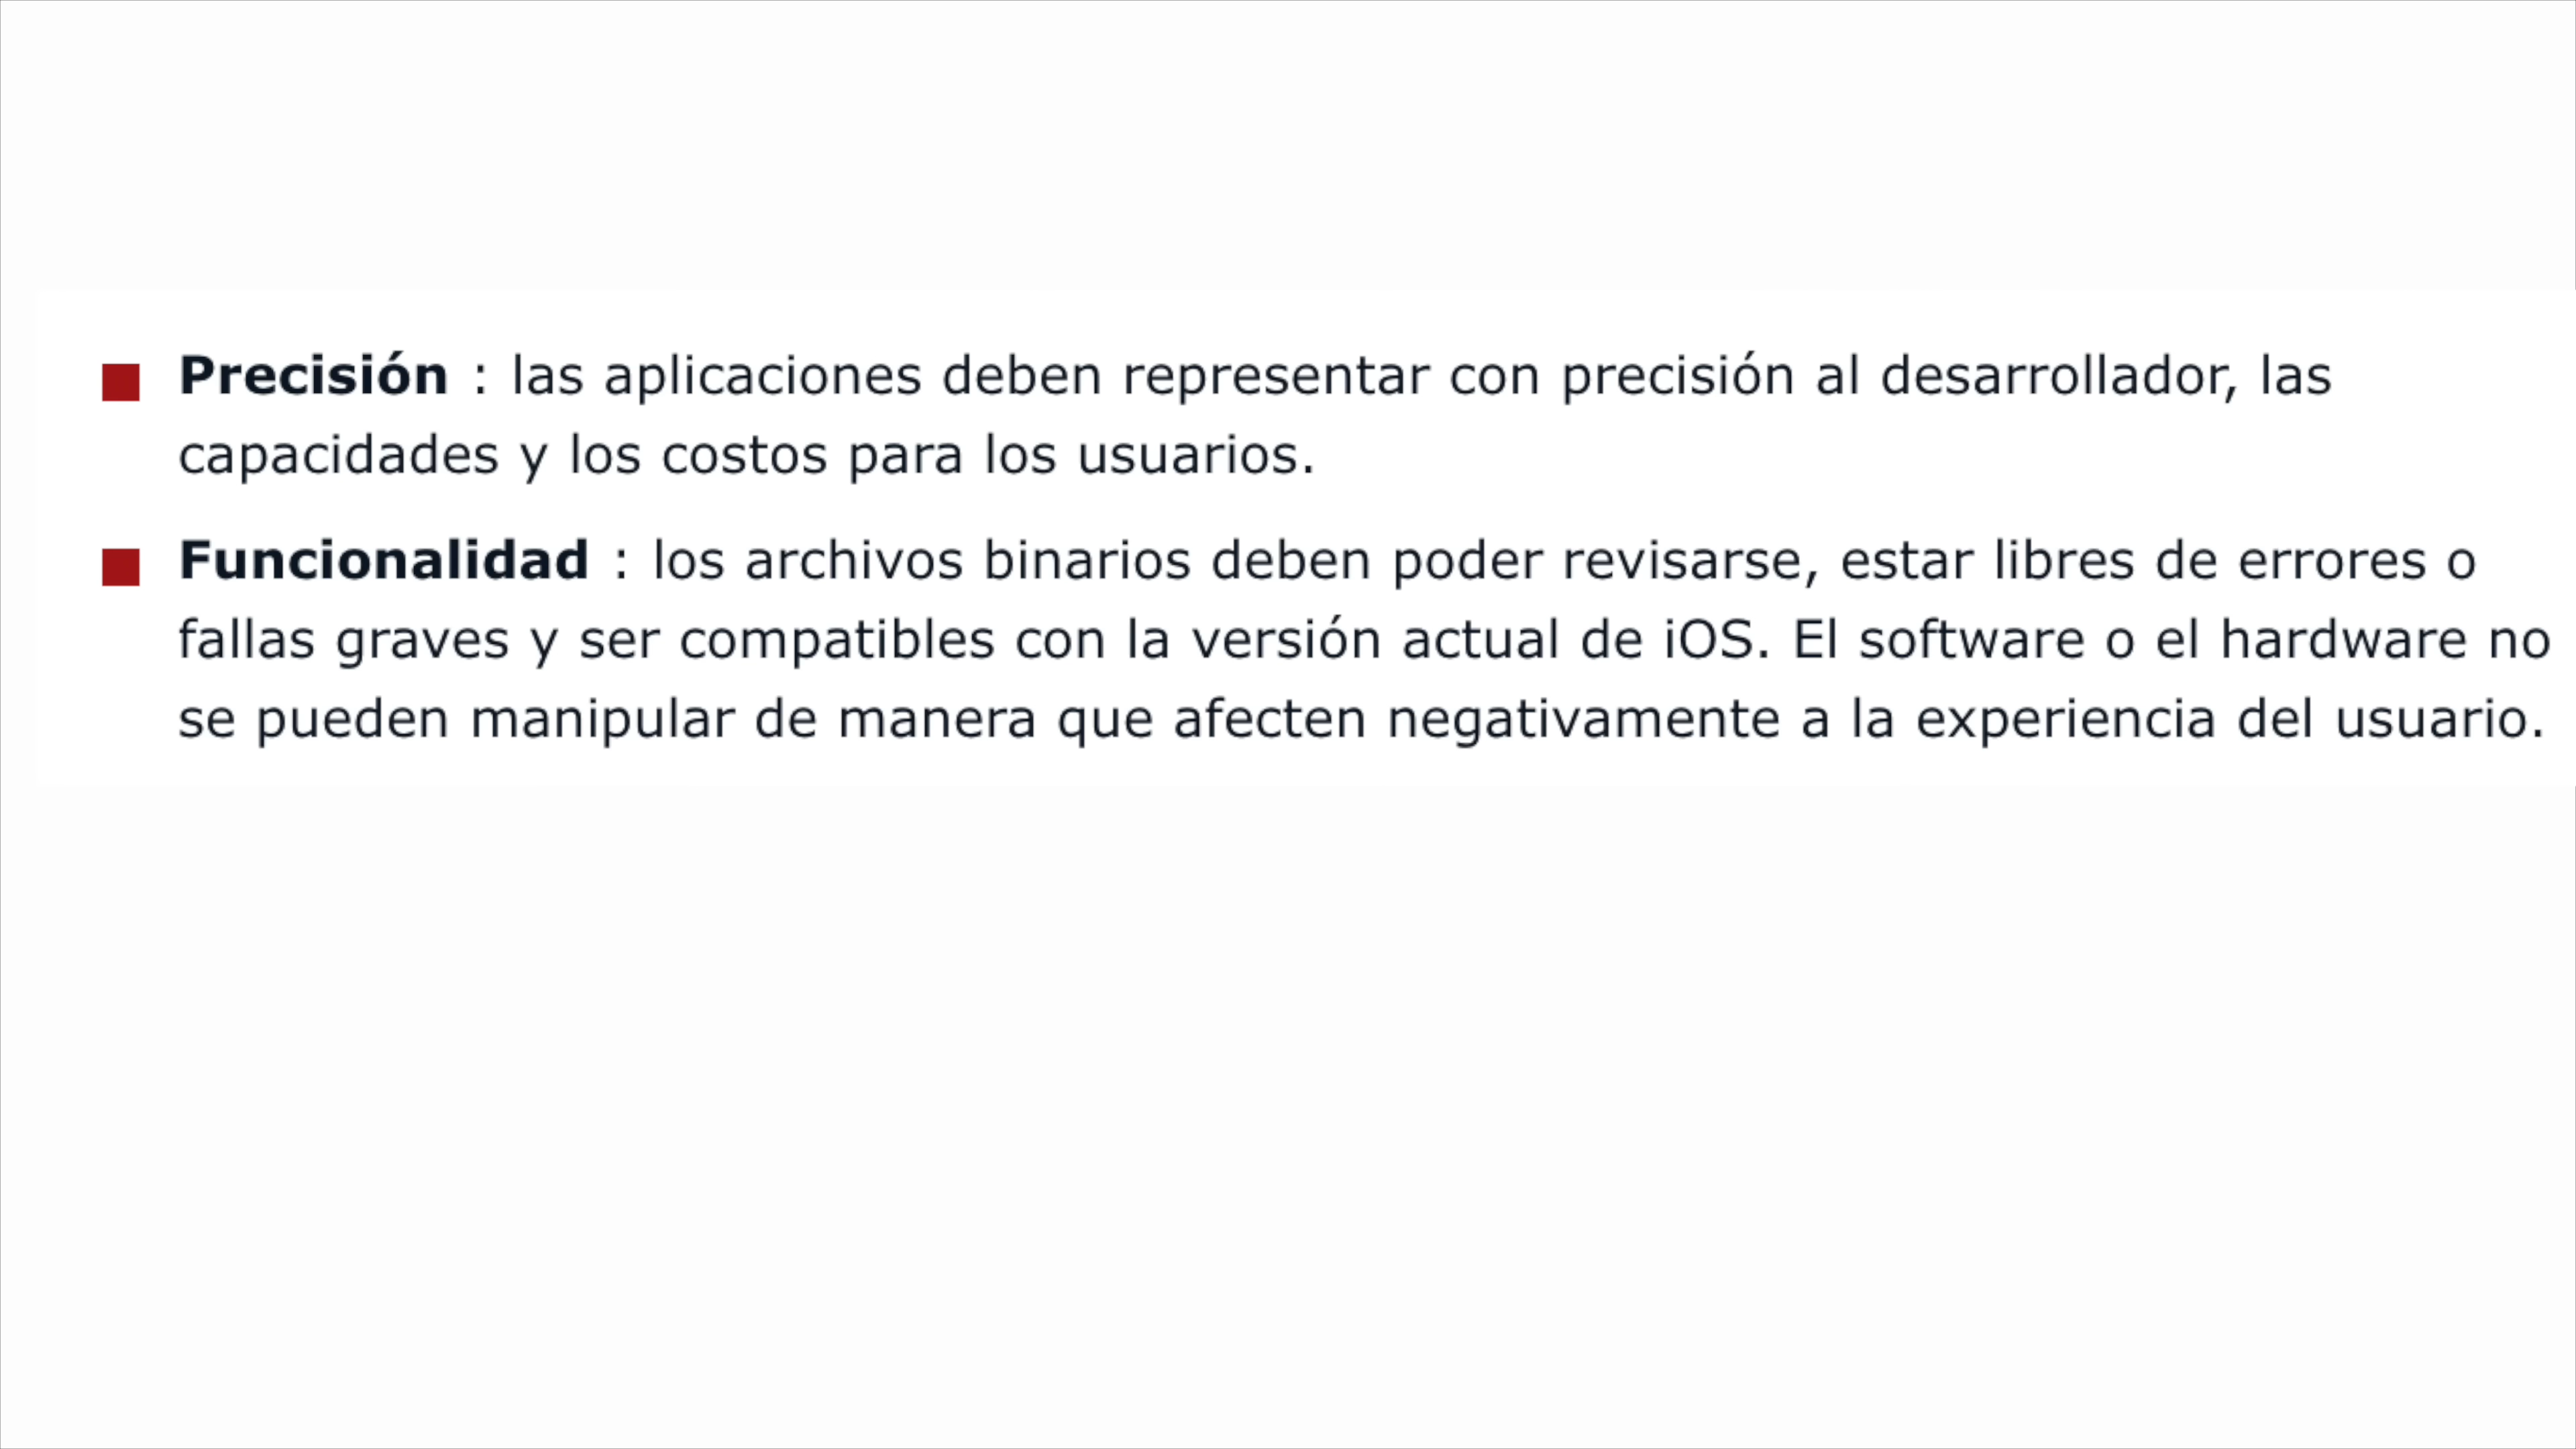 Precisión : las aplicaciones deben representar con precisión al desarrollador, las
capacidades y los costos para los usuarios.
Funcionalidad : los archivos binarios deben poder revisarse, estar libres de errores o
fallas graves y ser compatibles con la versión actual de iOS. El software o el hardware no
se pueden manipular de manera que afecten negativamente a la experiencia del usuario.